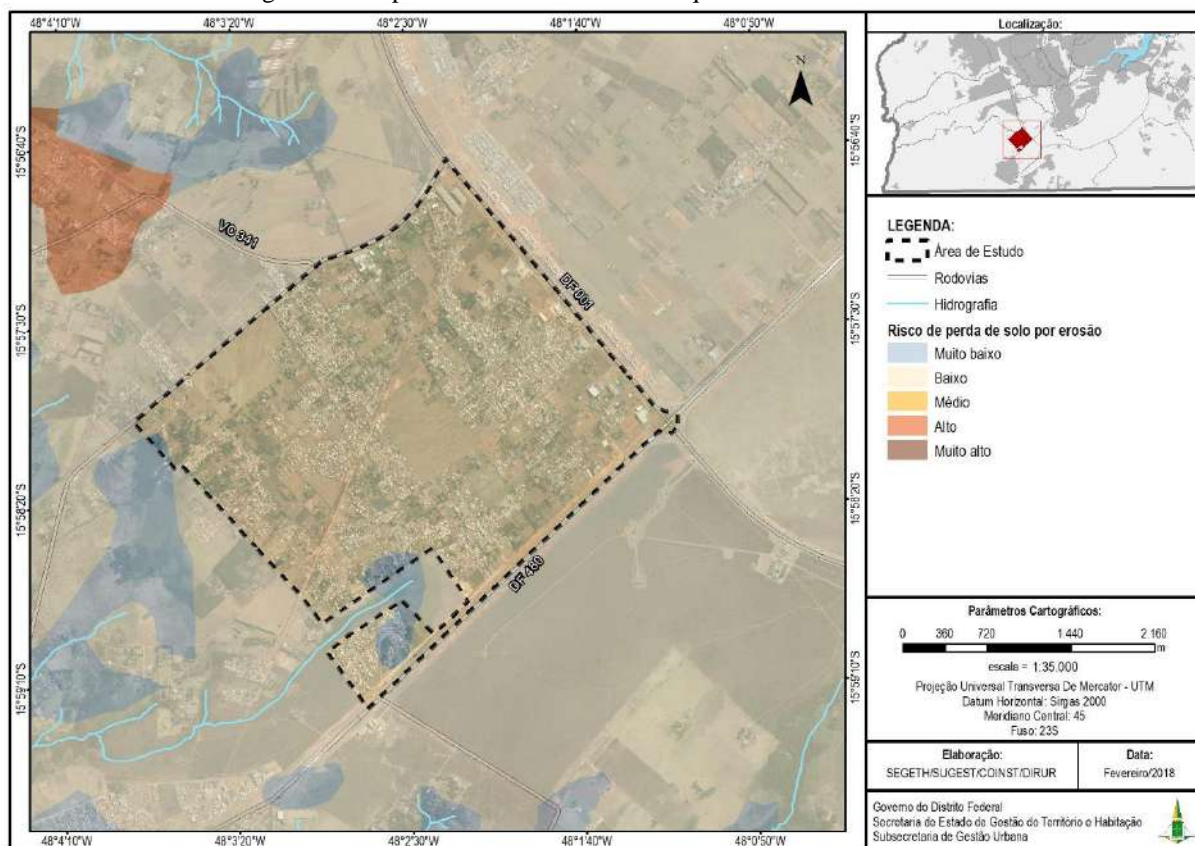 48°4'10"W
48°3'20"W
48°2'30"W
48°1'40"W
48°0'50"W
15°56'40"S
15°57'30"S
15°58'20"S
15°59'10"S
N
VC 341
DF 001
DF 480
15°56'40"S
15°57'30"S
15°58'20"S
15°59'10"S
48°4'10"W
48°3'20"W
48°2'30"W
48°1'40"W
48°0'50"W
Localização:
LEGENDA:
Área de Estudo
Rodovias
Hidrografia
Risco de perda de solo por erosão
Muito baixo
Baixo
Médio
Alto
Muito alto
Parâmetros Cartográficos:
0 360 720 1.440 2.160
m
escala = 1:35.000
Projeção Universal Transversa De Mercator - UTM
Datum Horizontal: Sirgas 2000
Meridiano Central: 45
Fuso: 23S
Elaboração:
SEGETH/SUGEST/COINST/DIRUR
Data:
Fevereiro/2018
Governo do Distrito Federal
Secretaria de Estado de Gestão do Território e Habitação
Subsecretaria de Gestão Urbana